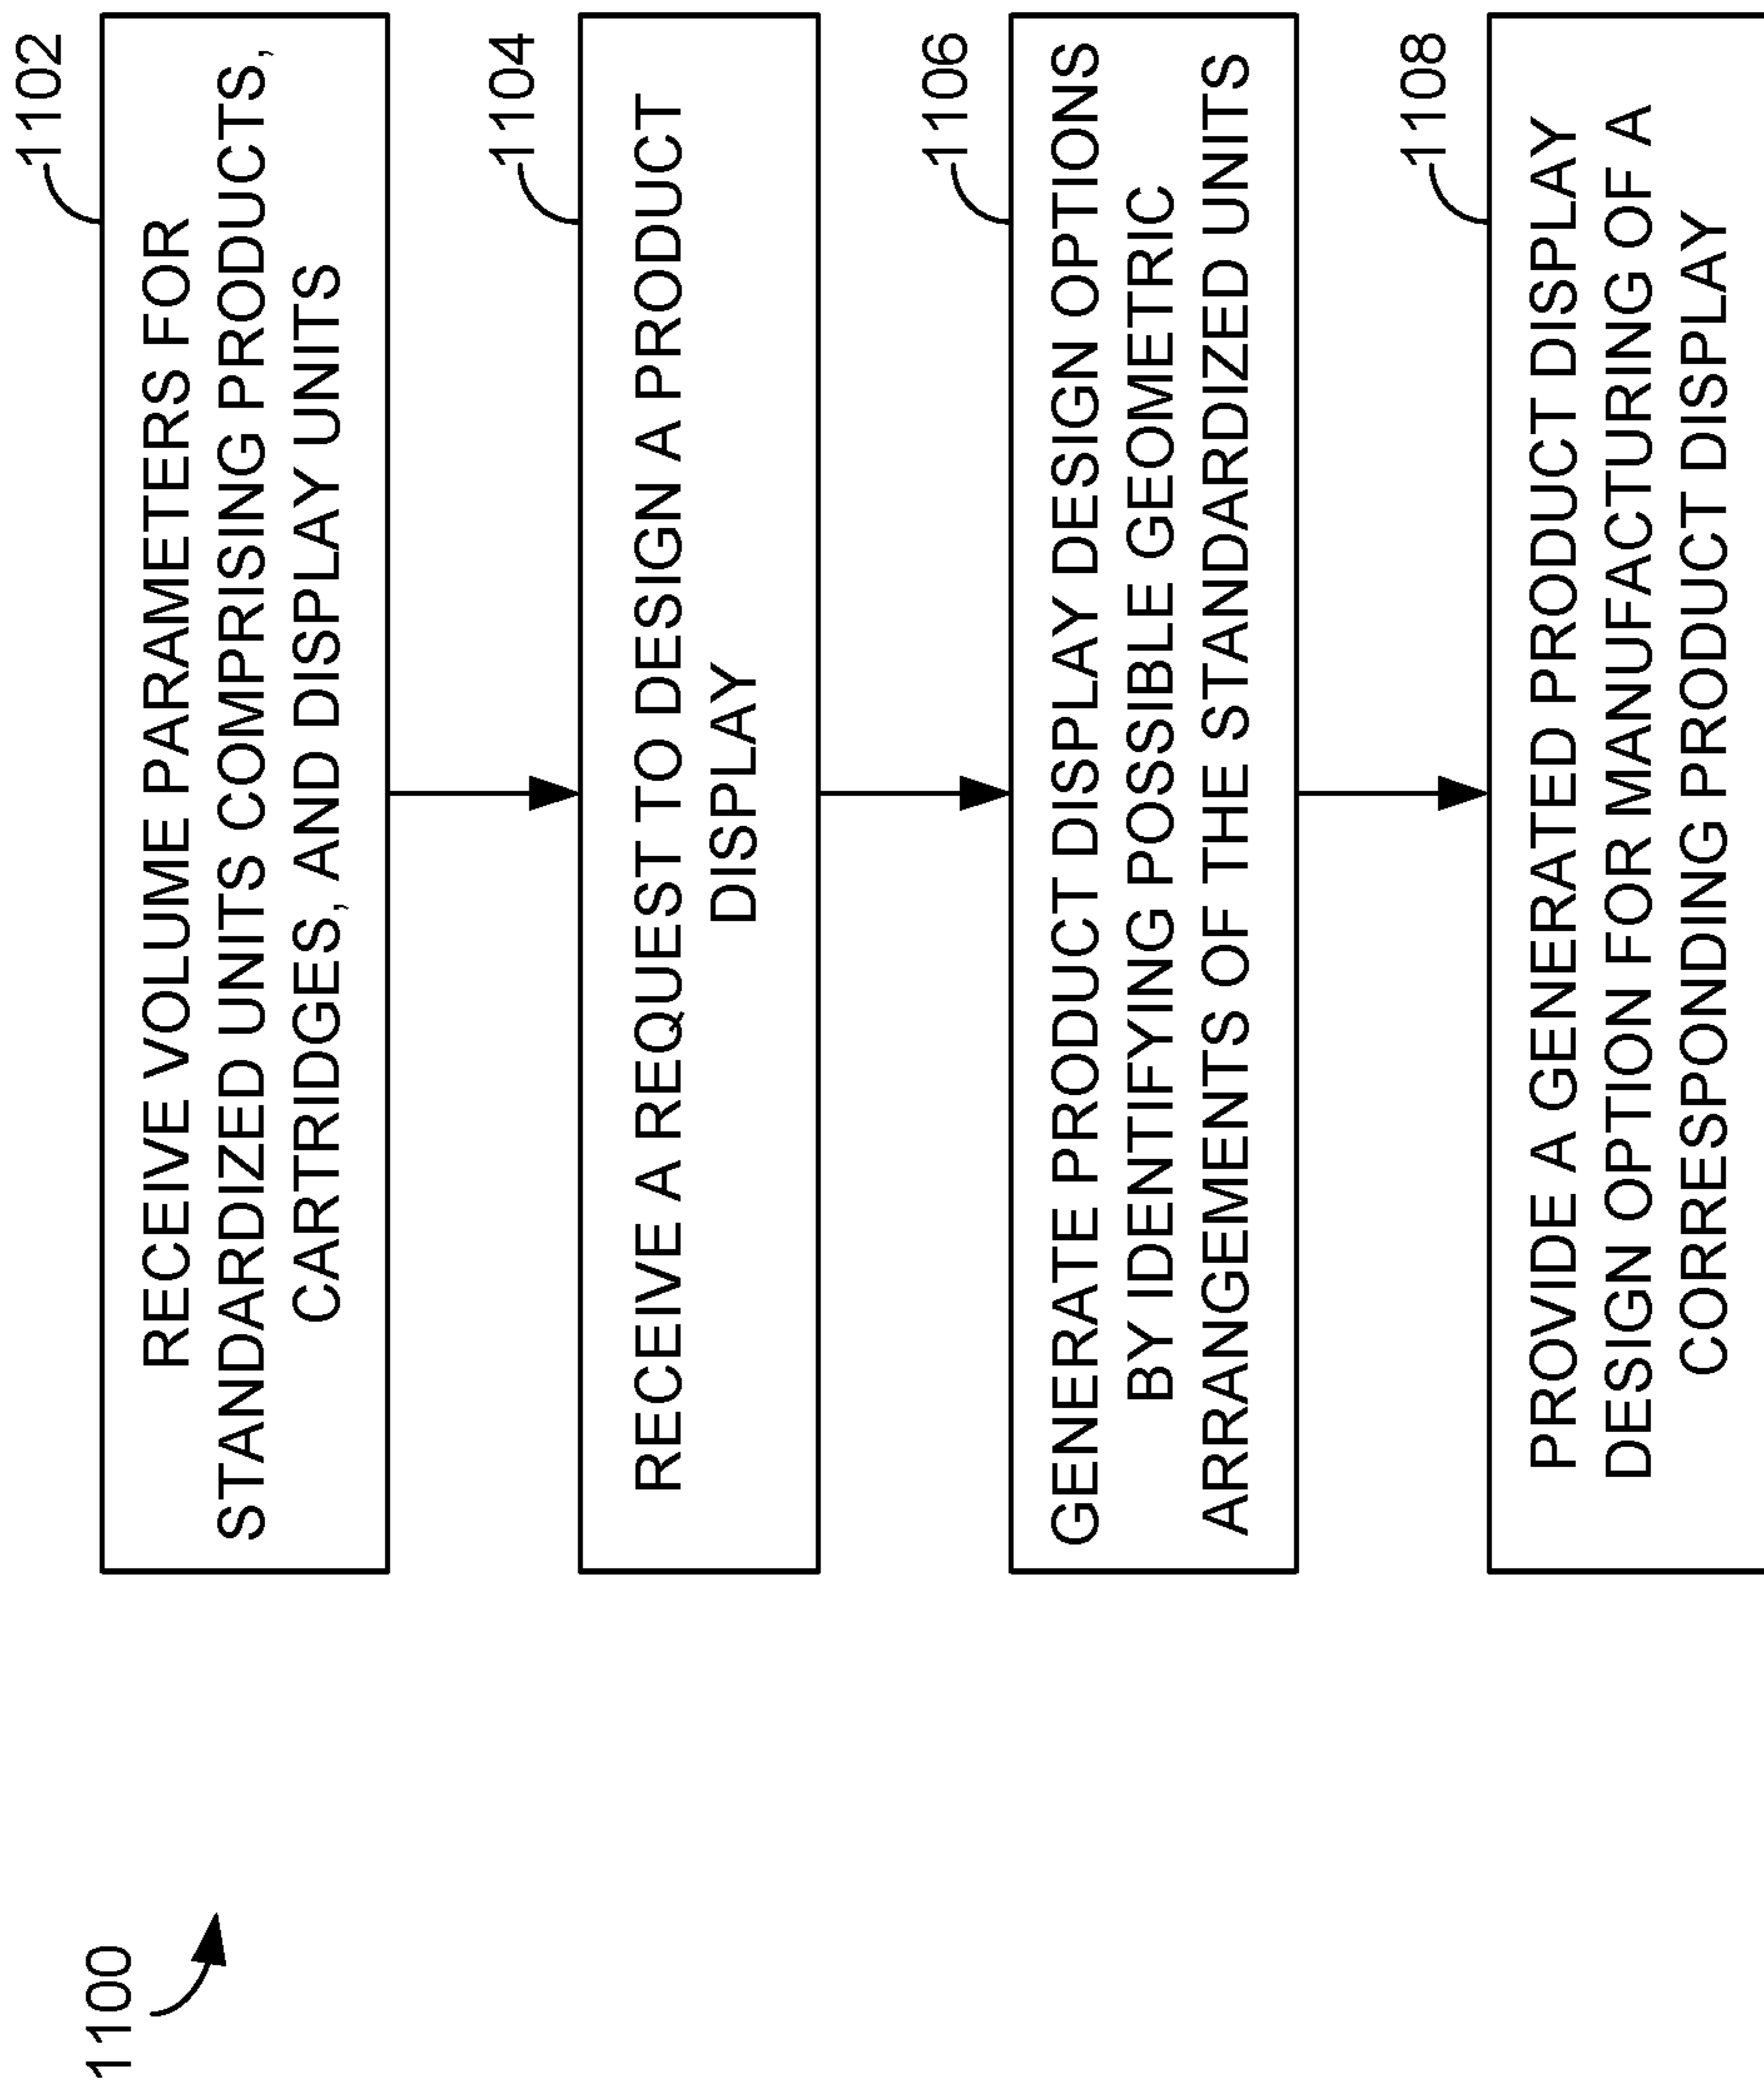 1100
1102
RECEIVE VOLUME PARAMETERS FOR
STANDARDIZED UNITS COMPRISING PRODUCTS,
CARTRIDGES, AND DISPLAY UNITS
1104
RECEIVE A REQUEST TO DESIGN A PRODUCT
DISPLAY
1106
GENERATE PRODUCT DISPLAY DESIGN OPTIONS
BY IDENTIFYING POSSIBLE GEOMETRIC
ARRANGEMENTS OF THE STANDARDIZED UNITS
1108
PROVIDE A GENERATED PRODUCT DISPLAY
DESIGN OPTION FOR MANUFACTURING OF A
CORRESPONDING PRODUCT DISPLAY